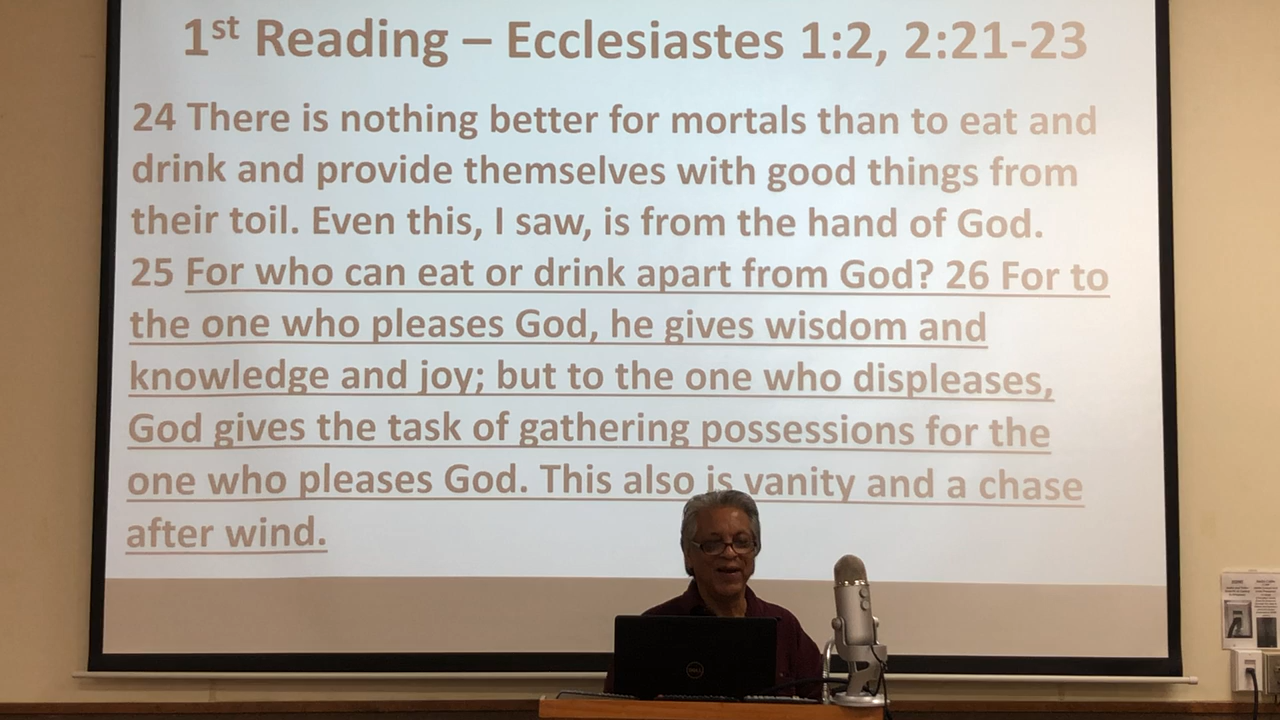 1st Reading – Ecclesiastes 1:2, 2:21-23
24 There is nothing better for mortals than to eat and
drink and provide themselves with good things from
their toil. Even this, I saw, is from the hand of God.
25 For who can eat or drink apart from God? 26 For to
the one who pleases God, he gives wisdom and
knowledge and joy; but to the one who displeases,
God gives the task of gathering possessions for the
one who pleases God. This also is vanity and a chase
after wind.
DELL